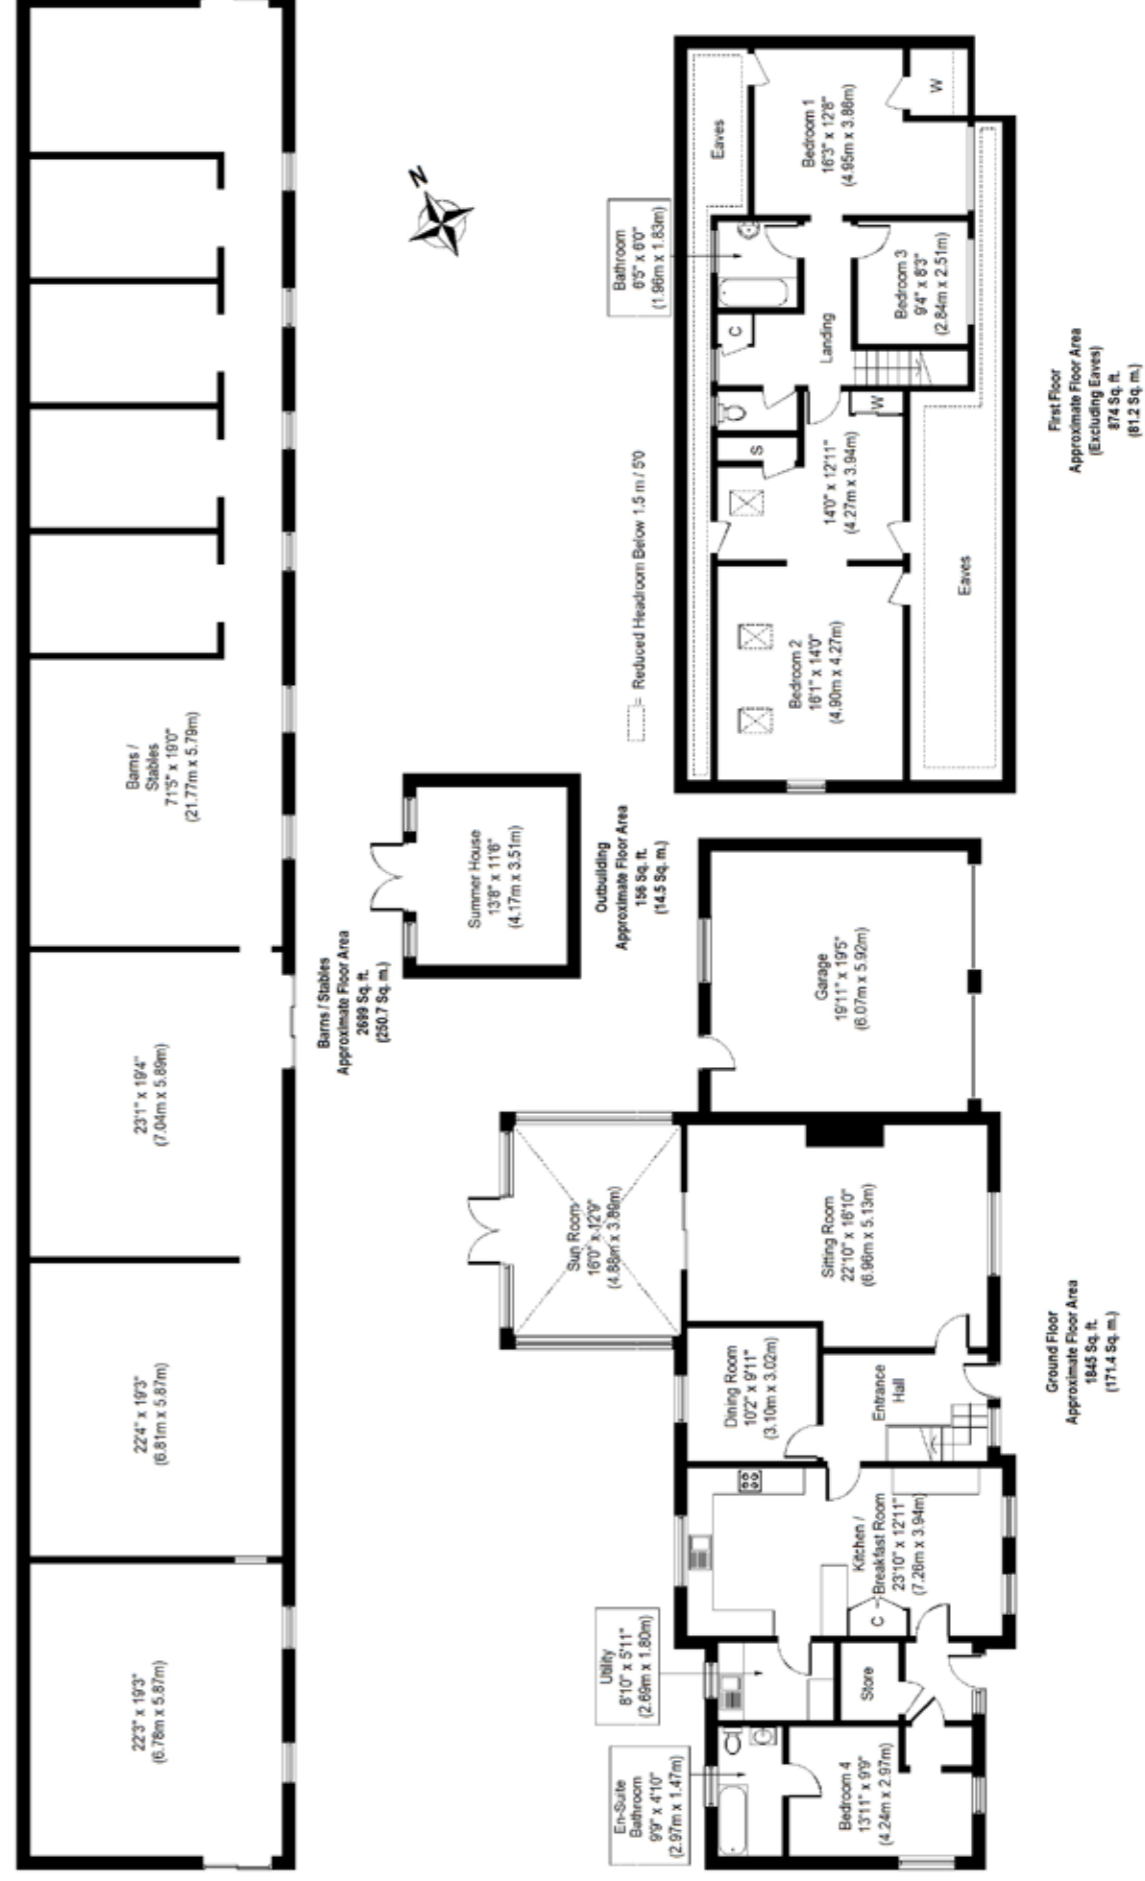 22'3" x 19'3"
(6.78m x 5.87m)
22'4" x 19'3"
(6.81m x 5.87m)
23'1" x 19'4"
(7.04m x 5.89m)
Barns /
Stables
71'5" x 19'0"
(21.77m x 5.79m)
Barns / Stables
Approximate Floor Area
2699 Sq. ft.
(250.7 Sq. m.)
N
Summer House
13'8" x 11'6"
(4.17m x 3.51m)
Outbuilding
Approximate Floor Area
156 Sq. ft.
(14.5 Sq. m.)
= Reduced Headroom Below 1.5 m / 5'0
En-Suite
Bathroom
9'9" x 4'10"
(2.97m x 1.47m)
Utility
8'10" x 5'11"
(2.69m x 1.80m)
Bedroom 4
13'11" x 9'9"
(4.24m x 2.97m)
Store
C
Kitchen /
Breakfast Room
23'10" x 12'11"
(7.26m x 3.94m)
Dining Room
10'2" x 9'11"
(3.10m x 3.02m)
Entrance
Hall
Sun Room
16'0" x 12'9"
(4.88m x 3.89m)
Sitting Room
22'10" x 16'10"
(6.96m x 5.13m)
Garage
19'11" x 19'5"
(6.07m x 5.92m)
Ground Floor
Approximate Floor Area
1845 Sq. ft.
(171.4 Sq. m.)
Bathroom
6'5" x 6'0"
(1.96m x 1.83m)
Eaves
Bedroom 2
16'1" x 14'0"
(4.90m x 4.27m)
14'0" x 12'11"
(4.27m x 3.94m)
S
W
C
Landing
Bedroom 3
9'4" x 8'3"
(2.84m x 2.51m)
Bedroom 1
16'3" x 12'8"
(4.95m x 3.86m)
W
Eaves
First Floor
Approximate Floor Area
(Excluding Eaves)
874 Sq. ft.
(81.2 Sq. m.)